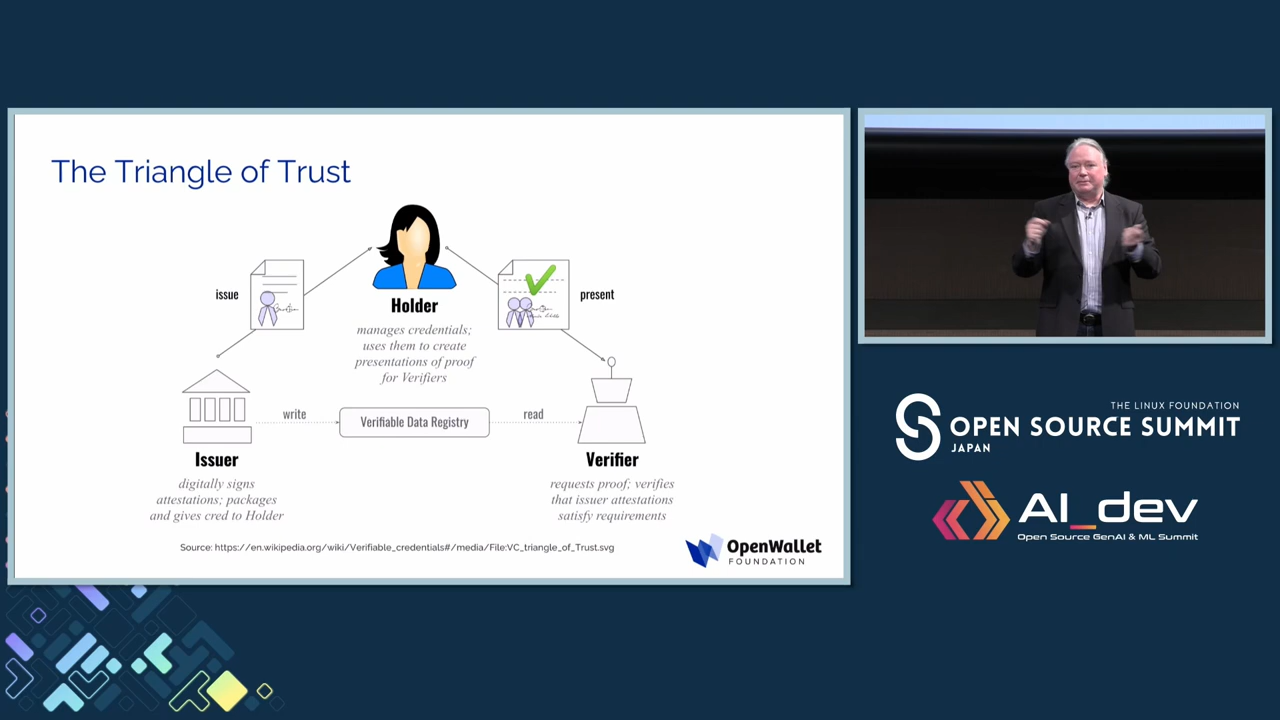 The Triangle of Trust
issue
present
Holder
manages credentials;
uses them to create
presentations of proof
for Verifiers
write
Verifiable Data Registry
read
Issuer
digitally signs
attestations; packages
and gives cred to Holder
Verifier
requests proof; verifies
that issuer attestations
satisfy requirements
Source: https://en.wikipedia.org/wiki/Verifiable_credentials#/media/File:VC_triangle_of_Trust.svg
OpenWallet
FOUNDATION
THE LINUX FOUNDATION
OPEN SOURCE SUMMIT
JAPAN
AI_dev
Open Source GenAI & ML Summit